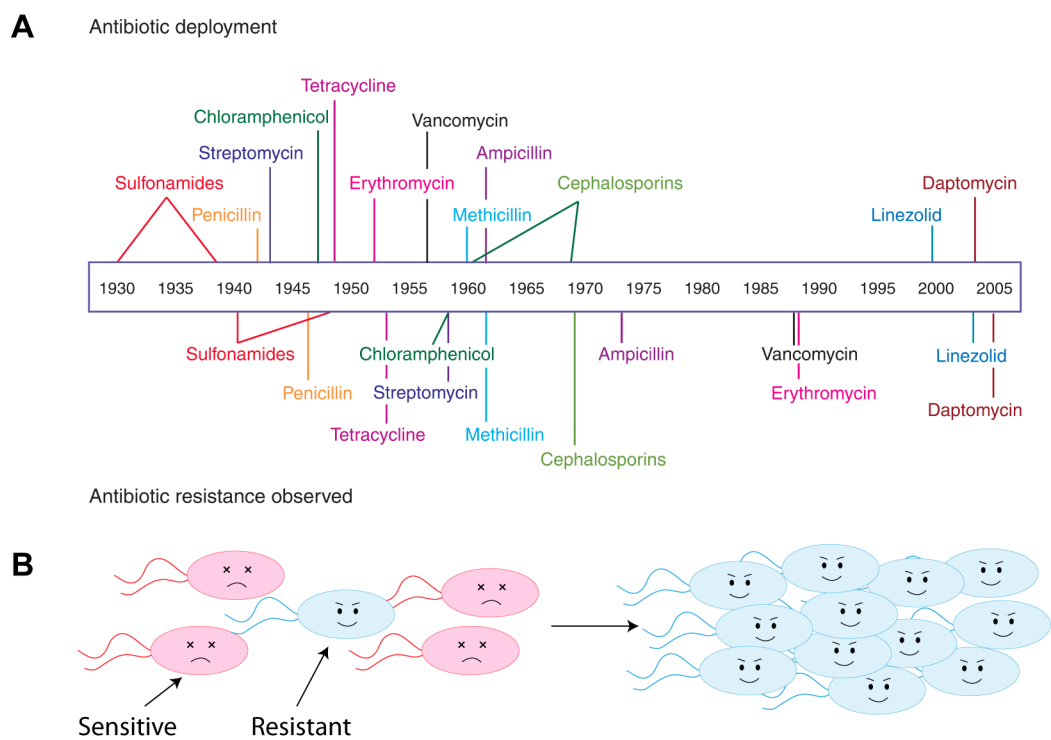 A
Antibiotic deployment
Tetracycline
Chloramphenicol
Vancomycin
Streptomycin
Ampicillin
Sulfonamides
Erythromycin
Cephalosporins
Daptomycin
Penicillin
Methicillin
Linezolid
1930 1935 1940 1945 1950 1955 1960 1965 1970 1975 1980 1985 1990 1995 2000 2005
Sulfonamides
Chloramphenicol
Ampicillin
Vancomycin
Linezolid
Penicillin
Streptomycin
Erythromycin
Daptomycin
Tetracycline
Methicillin
Cephalosporins
Antibiotic resistance observed
B
Sensitive
Resistant